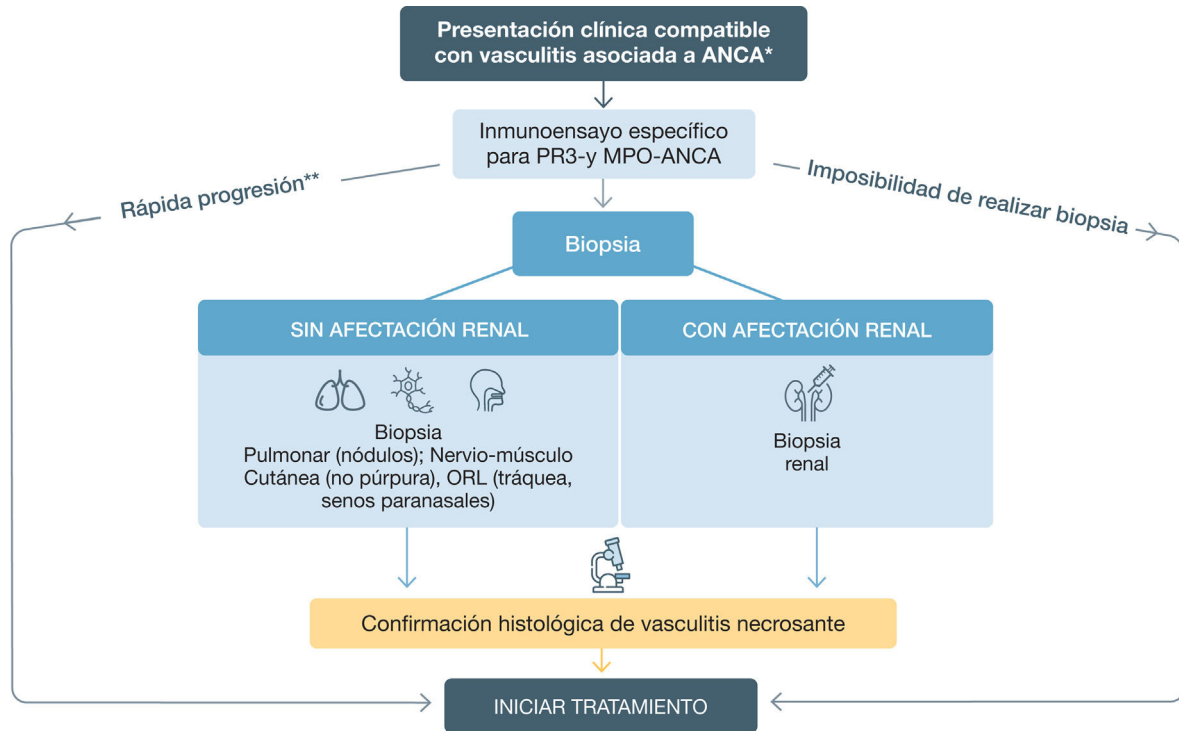 Presentación clínica compatible
con vasculitis asociada a ANCA*
Inmunoensayo específico
para PR3-y MPO-ANCA
Rápida progresión**
Imposibilidad de realizar biopsia
Biopsia
SIN AFECTACIÓN RENAL
CON AFECTACIÓN RENAL
Biopsia
Pulmonar (nódulos); Nervio-músculo
Cutánea (no púrpura), ORL (tráquea,
senos paranasales)
Biopsia
renal
Confirmación histológica de vasculitis necrosante
INICIAR TRATAMIENTO